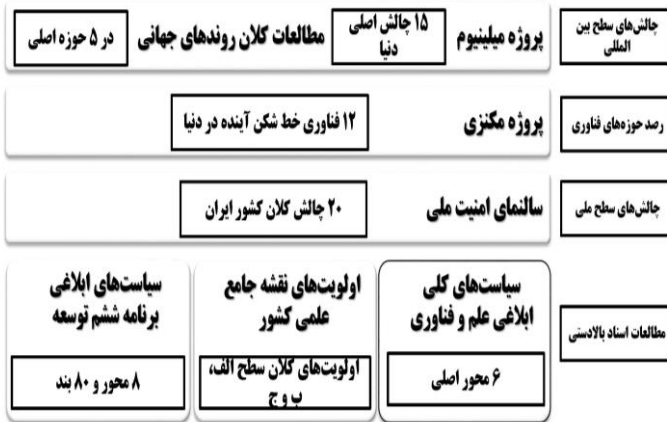 چالش‌های سطح بین
المللی
پروژه میلینیوم
۱۵ چالش اصلی
دنیا
مطالعات کلان روندهای جهانی
در ۵ حوزه اصلی
رصد حوزه‌های فناوری
پروژه مکنزی
۱۲ فناوری خط شکن آینده در دنیا
چالش‌های سطح ملی
سالنمای امنیت ملی
۲۰ چالش کلان کشور ایران
مطالعات اسناد بالادستی
سیاست‌های کلی
ابلاغی علم و فناوری
۶ محور اصلی
اولویت‌های نقشه جامع
علمی کشور
اولویت‌های کلان سطح الف،
ب و ج
سیاست‌های ابلاغی
برنامه ششم توسعه
۸ محور و ۸۰ بند